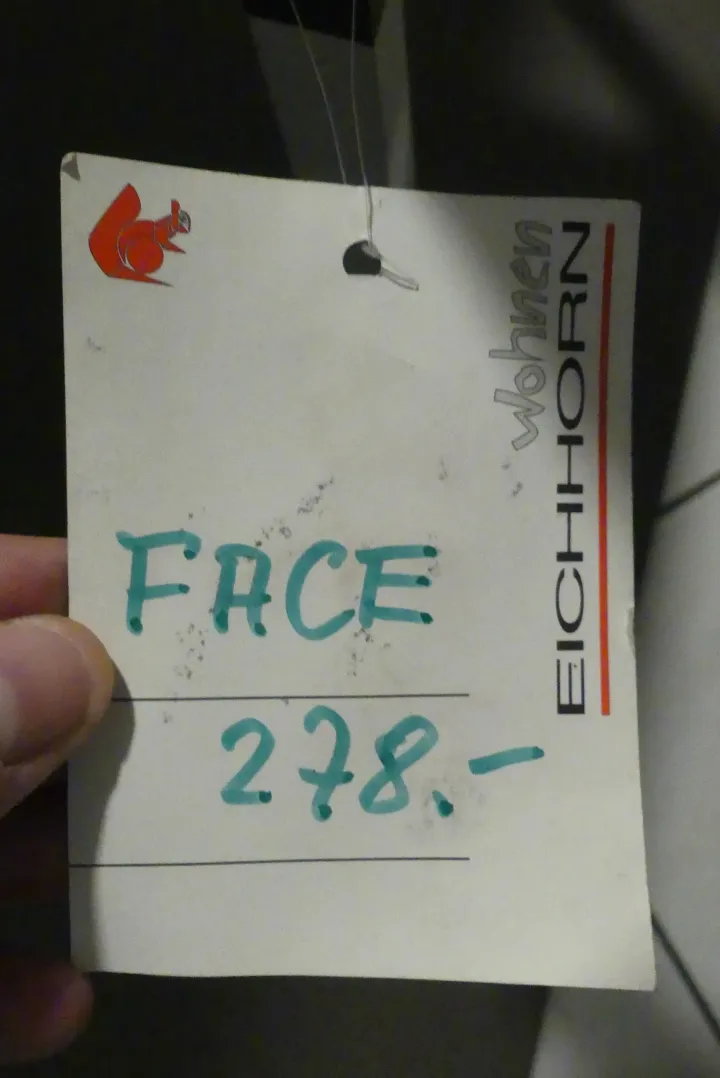 Wohnen
EICHHORN
FACE
278.-